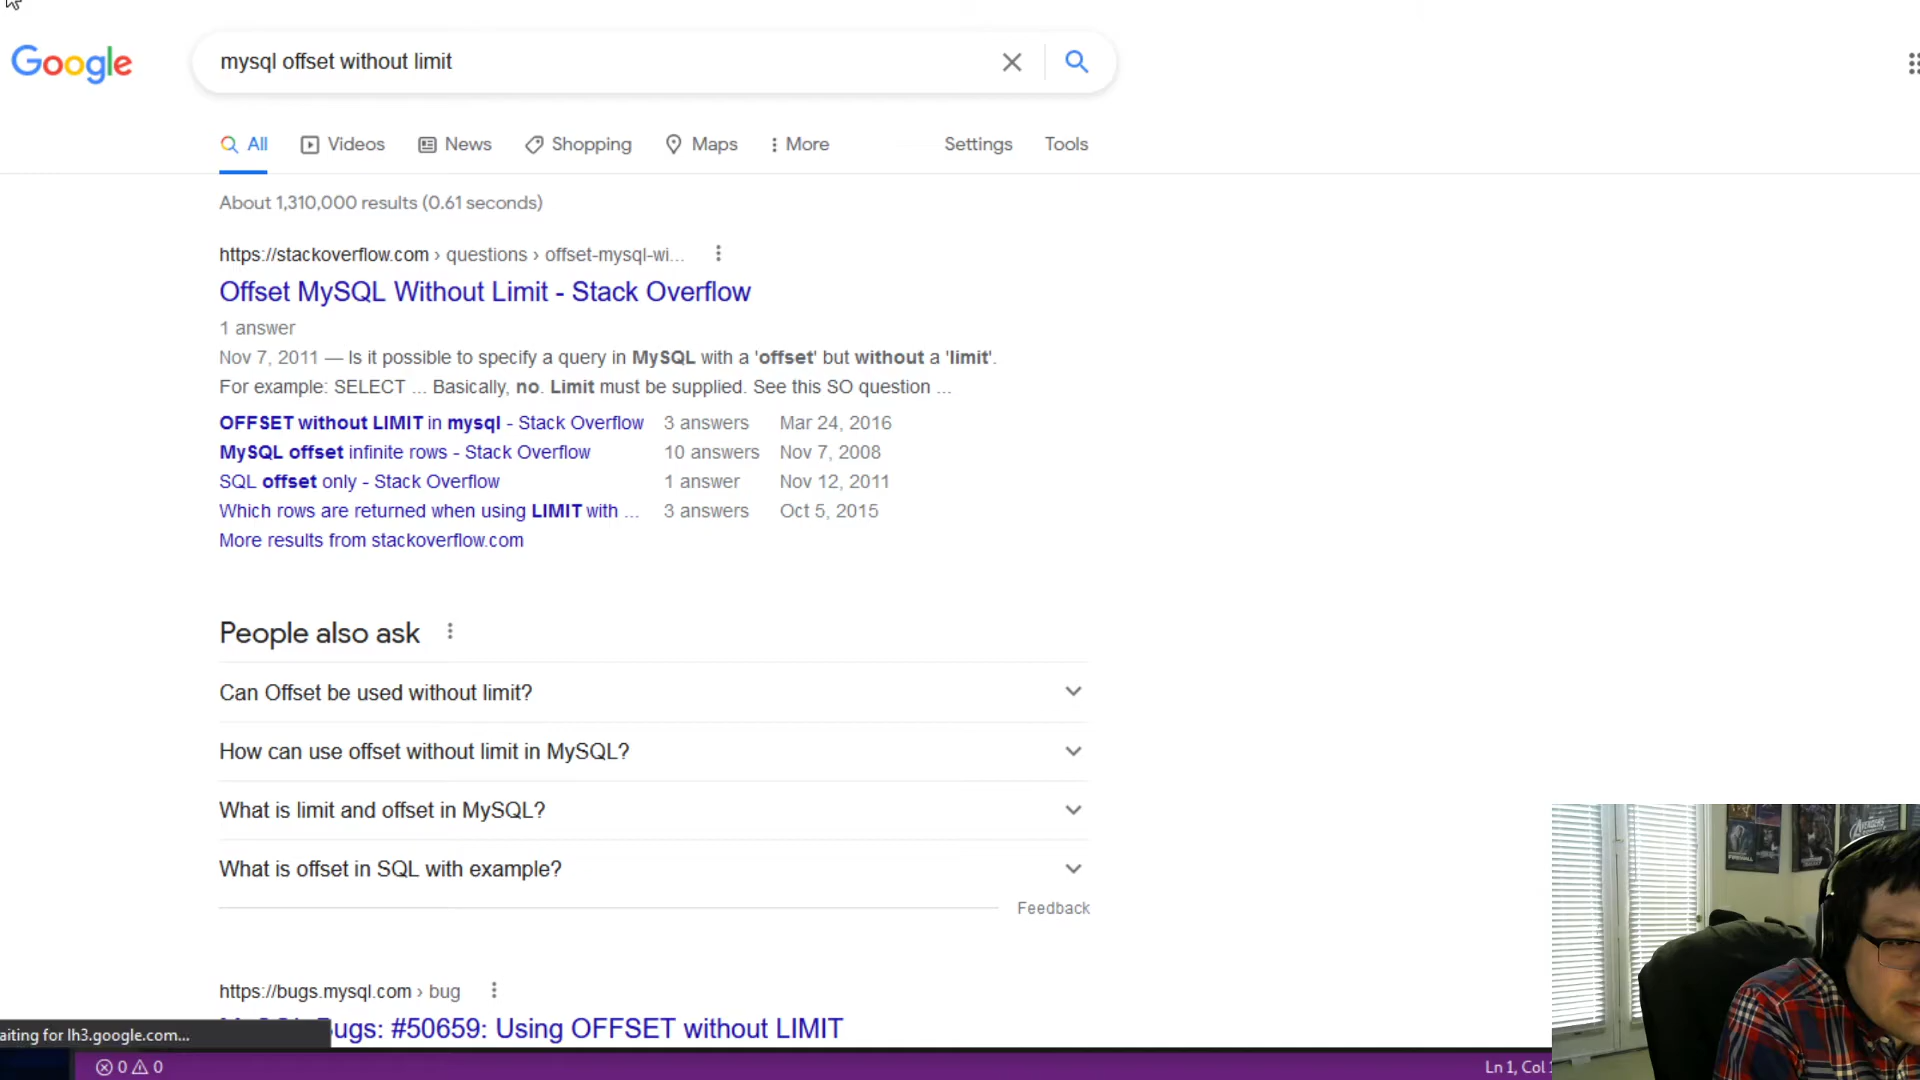 Google
mysql offset without limit
All
Videos
News
Shopping
Maps
More
Settings
Tools
About 1,310,000 results (0.61 seconds)
https://stackoverflow.com › questions › offset-mysql-wi...
Offset MySQL Without Limit - Stack Overflow
1 answer
Nov 7, 2011 — Is it possible to specify a query in MySQL with a 'offset' but without a 'limit'.
For example: SELECT ... Basically, no. Limit must be supplied. See this SO question ...
OFFSET without LIMIT in mysql - Stack Overflow 3 answers Mar 24, 2016
MySQL offset infinite rows - Stack Overflow 10 answers Nov 7, 2008
SQL offset only - Stack Overflow 1 answer Nov 12, 2011
Which rows are returned when using LIMIT with ... 3 answers Oct 5, 2015
More results from stackoverflow.com
People also ask
Can Offset be used without limit?
How can use offset without limit in MySQL?
What is limit and offset in MySQL?
What is offset in SQL with example?
Feedback
https://bugs.mysql.com › bug
Bugs: #50659: Using OFFSET without LIMIT
aiting for lh3.google.com...
0 0
Ln 1, Col
AVENGERS